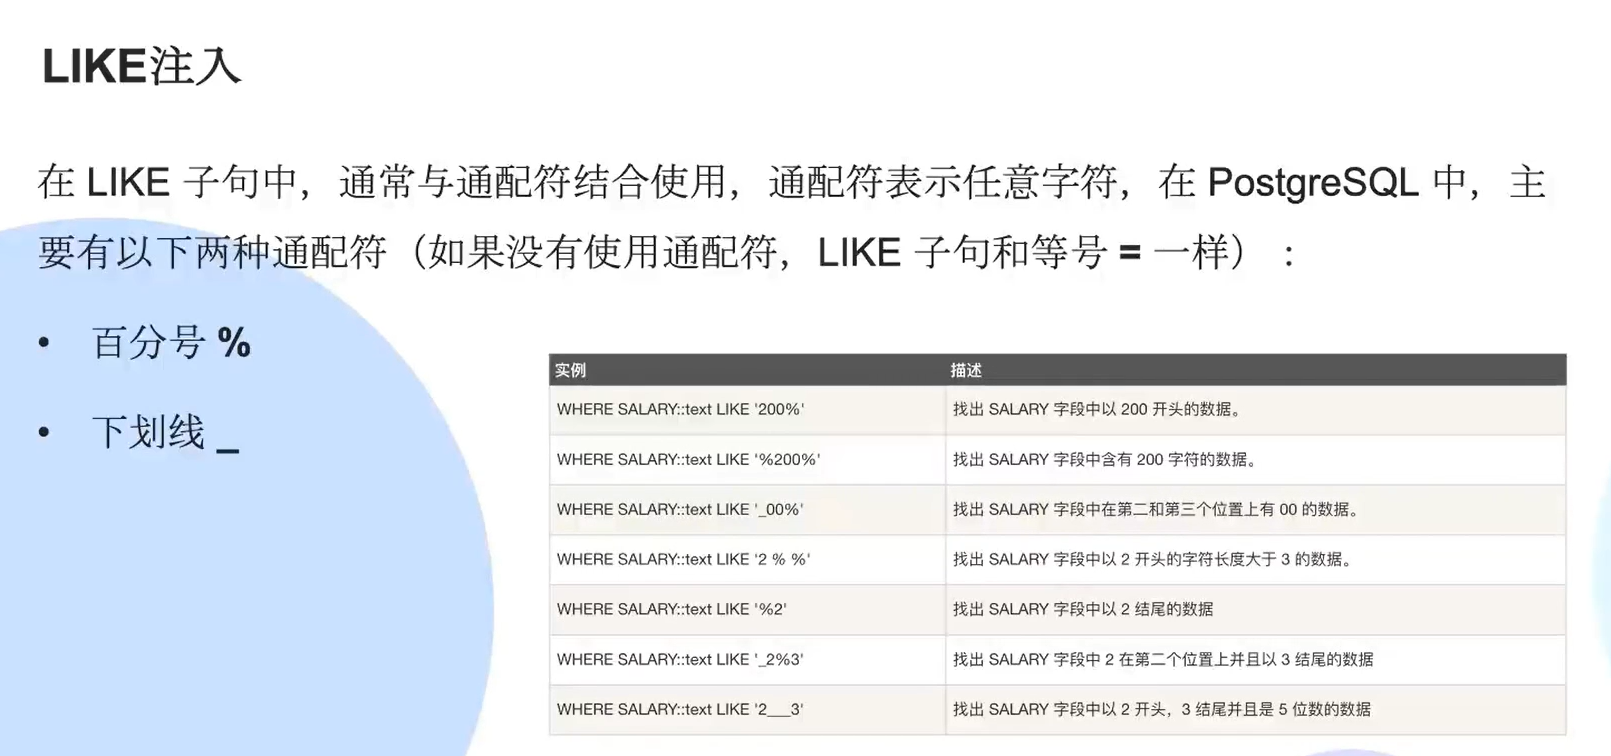 LIKE注入
在 LIKE 子句中，通常与通配符结合使用，通配符表示任意字符，在 PostgreSQL 中，主
要有以下两种通配符（如果没有使用通配符，LIKE 子句和等号 = 一样）：
• 百分号 %
• 下划线 _
实例 描述
WHERE SALARY::text LIKE '200%' 找出 SALARY 字段中以 200 开头的数据。
WHERE SALARY::text LIKE '%200%' 找出 SALARY 字段中含有 200 字符的数据。
WHERE SALARY::text LIKE '_00%' 找出 SALARY 字段中在第二和第三个位置上有 00 的数据。
WHERE SALARY::text LIKE '2 % %' 找出 SALARY 字段中以 2 开头的字符长度大于 3 的数据。
WHERE SALARY::text LIKE '%2' 找出 SALARY 字段中以 2 结尾的数据
WHERE SALARY::text LIKE '_2%3' 找出 SALARY 字段中 2 在第二个位置上并且以 3 结尾的数据
WHERE SALARY::text LIKE '2___3' 找出 SALARY 字段中以 2 开头，3 结尾并且是 5 位数的数据